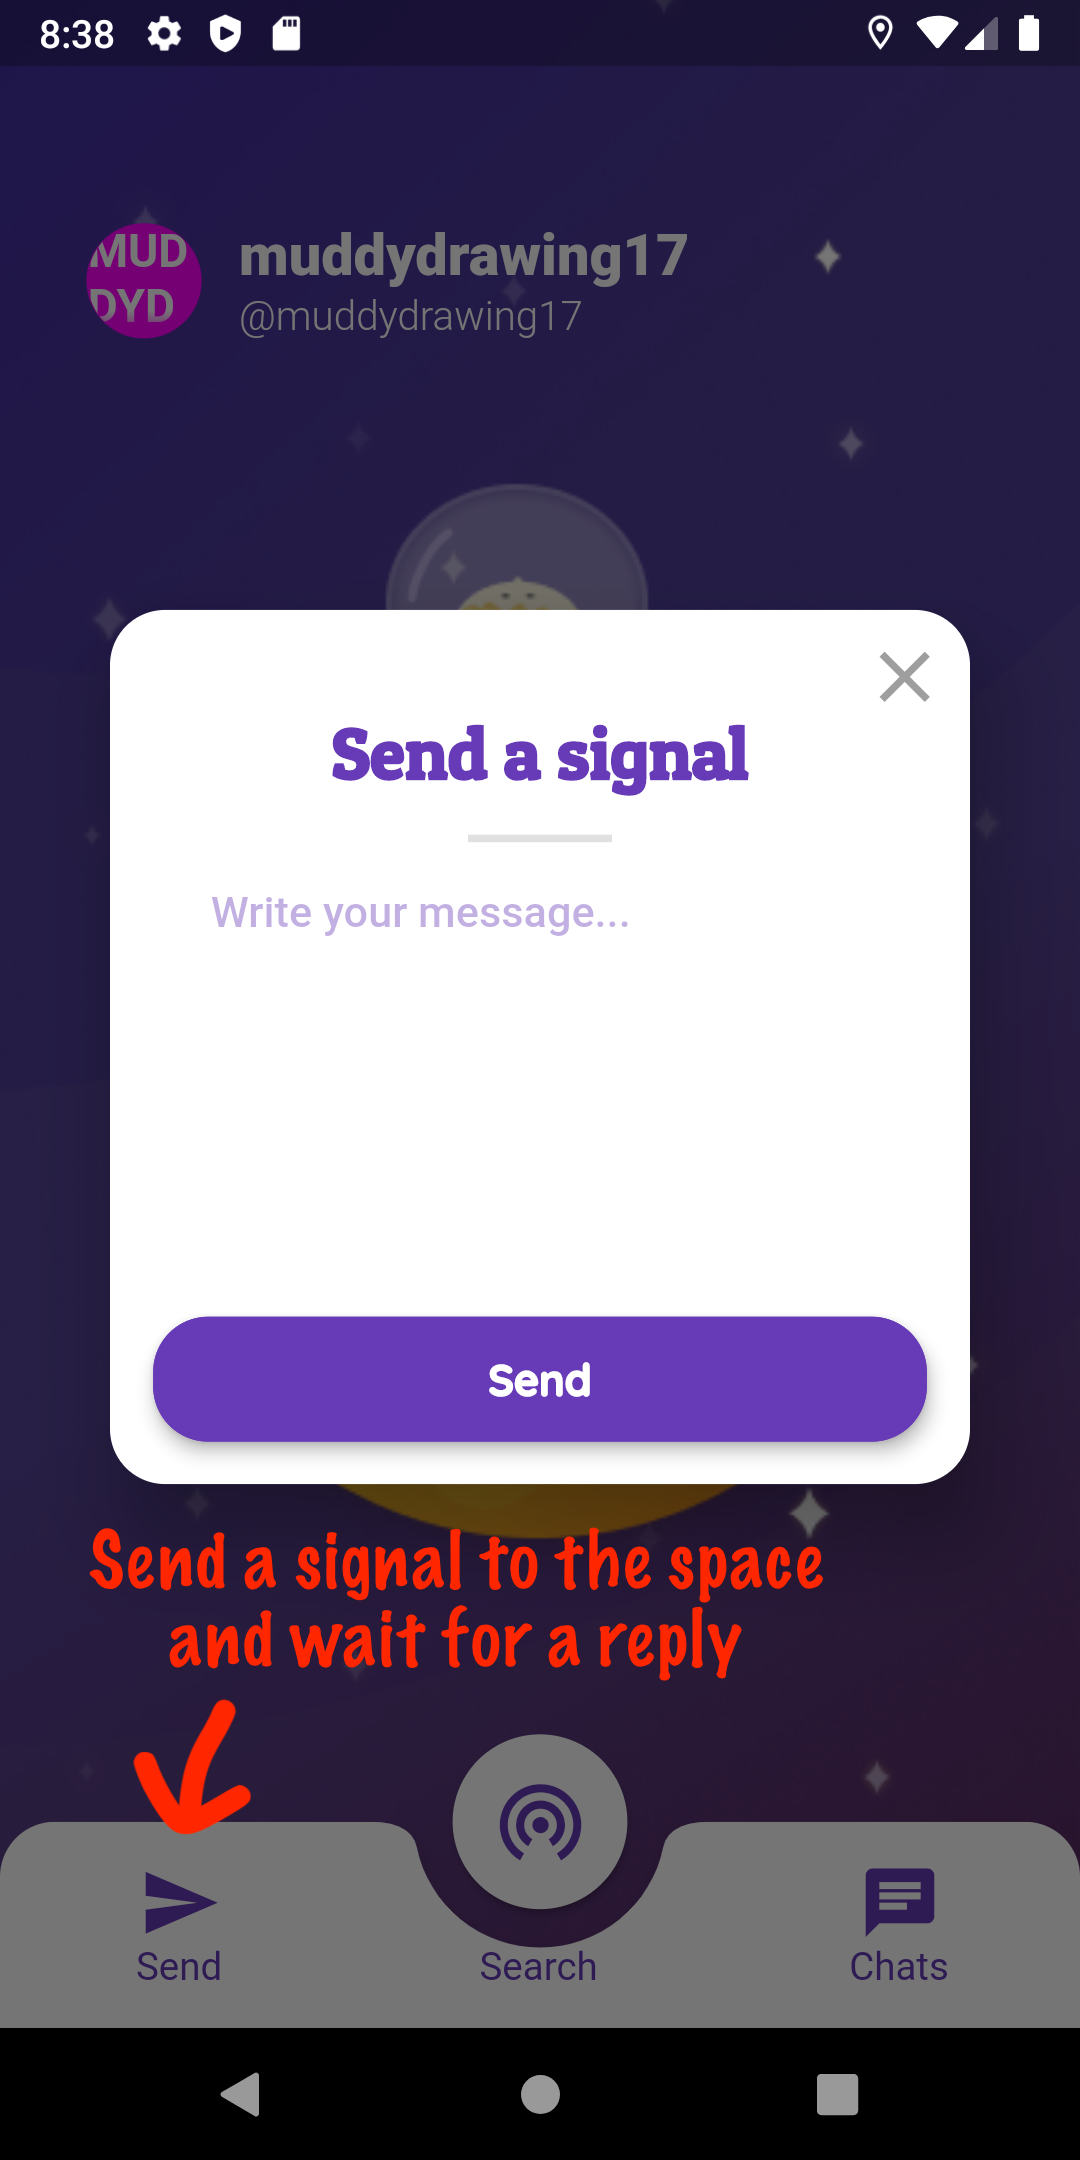 8:38
MUD
DYD
muddydrawing17
@muddydrawing17
Send a signal
Write your message...
Send
Send a signal to the space
and wait for a reply
Send
Search
Chats